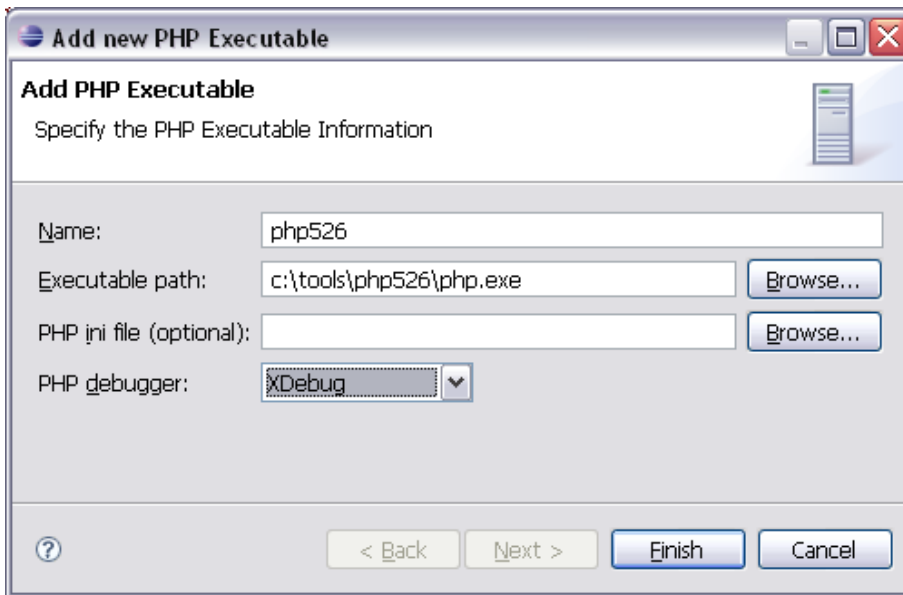 Add new PHP Executable
Add PHP Executable
Specify the PHP Executable Information
Name: php526
Executable path: c:\tools\php526\php.exe Browse...
PHP ini file (optional): Browse...
PHP debugger: XDebug
? < Back Next > Finish Cancel